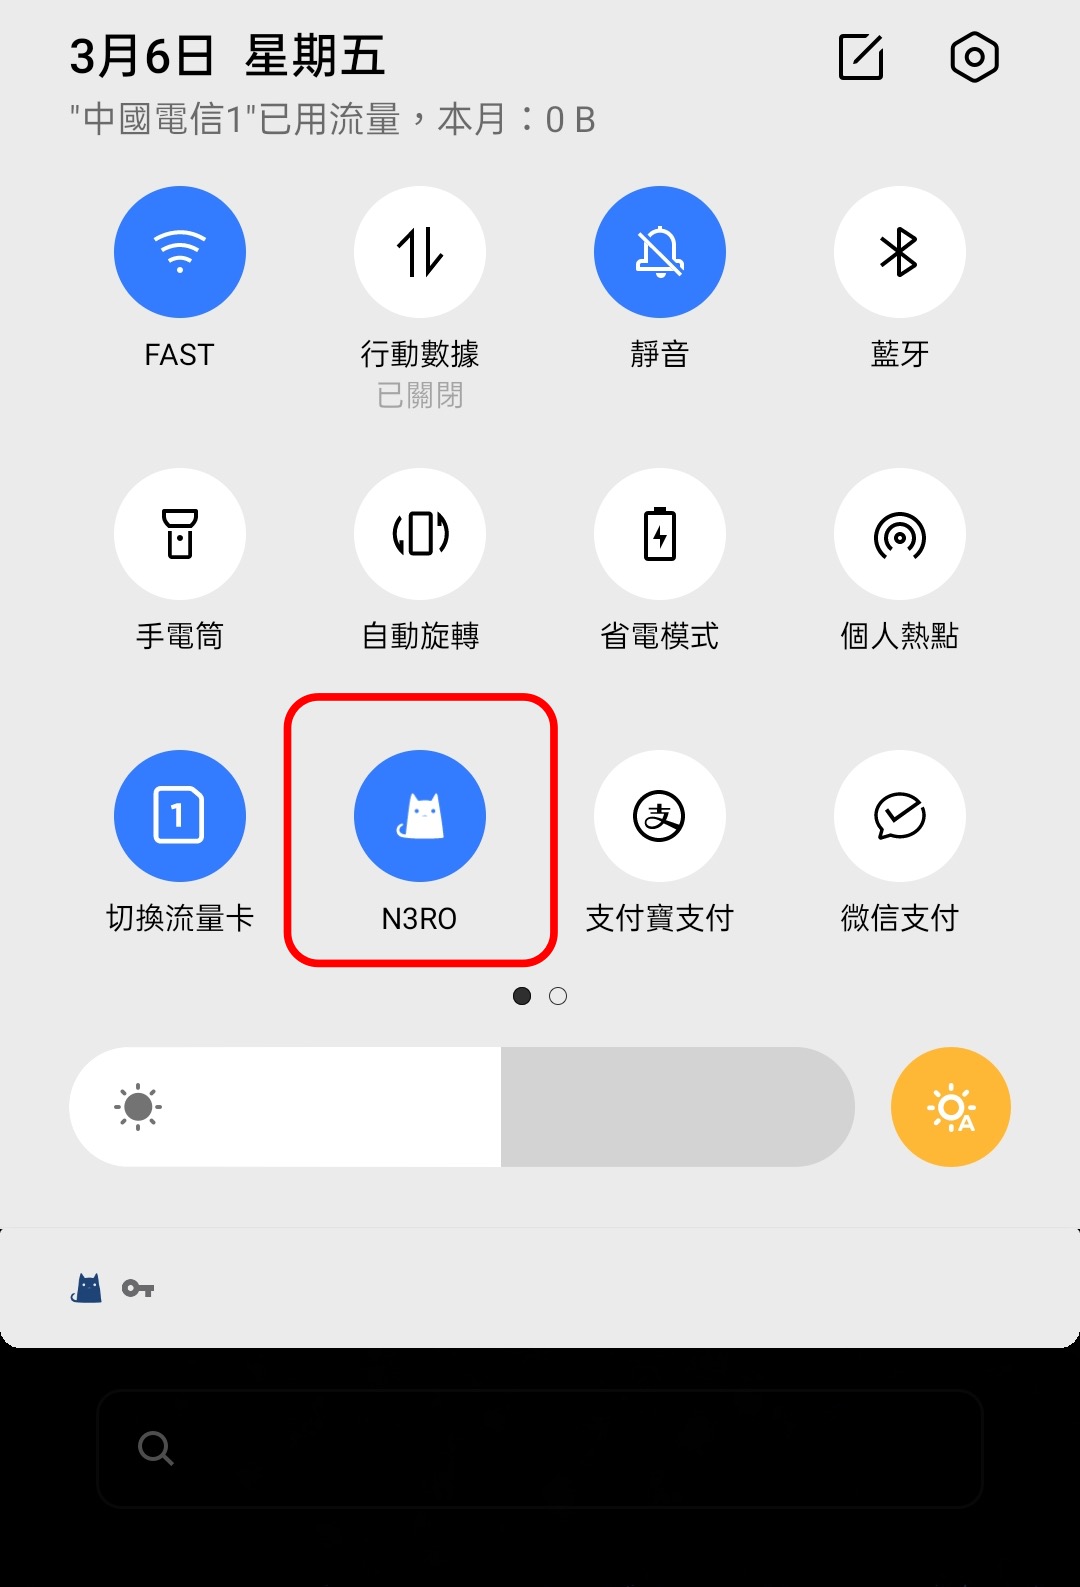 3月6日 星期五
"中國電信1"已用流量，本月：0 B
FAST
行動數據
已關閉
靜音
藍牙
手電筒
自動旋轉
省電模式
個人熱點
1
切換流量卡
N3RO
支
支付寶支付
微信支付
A